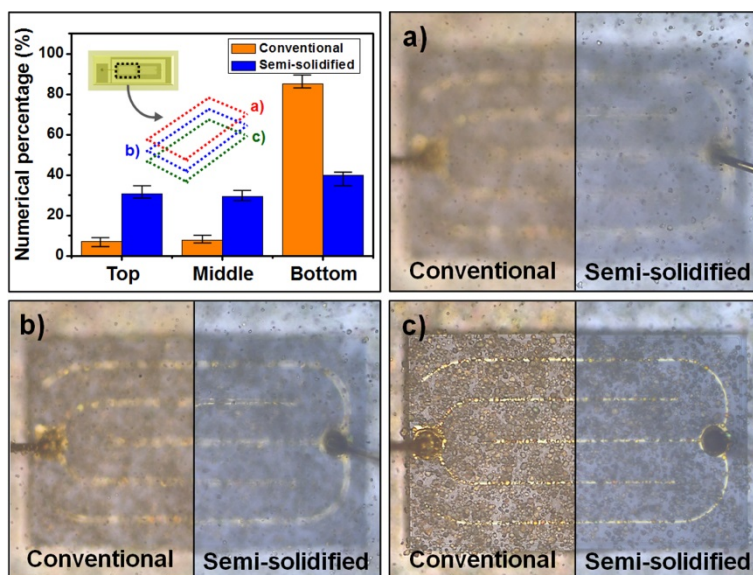 Numerical percentage (%)
100
80
60
40
20
0
Conventional
Semi-solidified
a)
b)
c)
Top Middle Bottom
a)
Conventional Semi-solidified
b)
Conventional Semi-solidified
c)
Conventional Semi-solidified